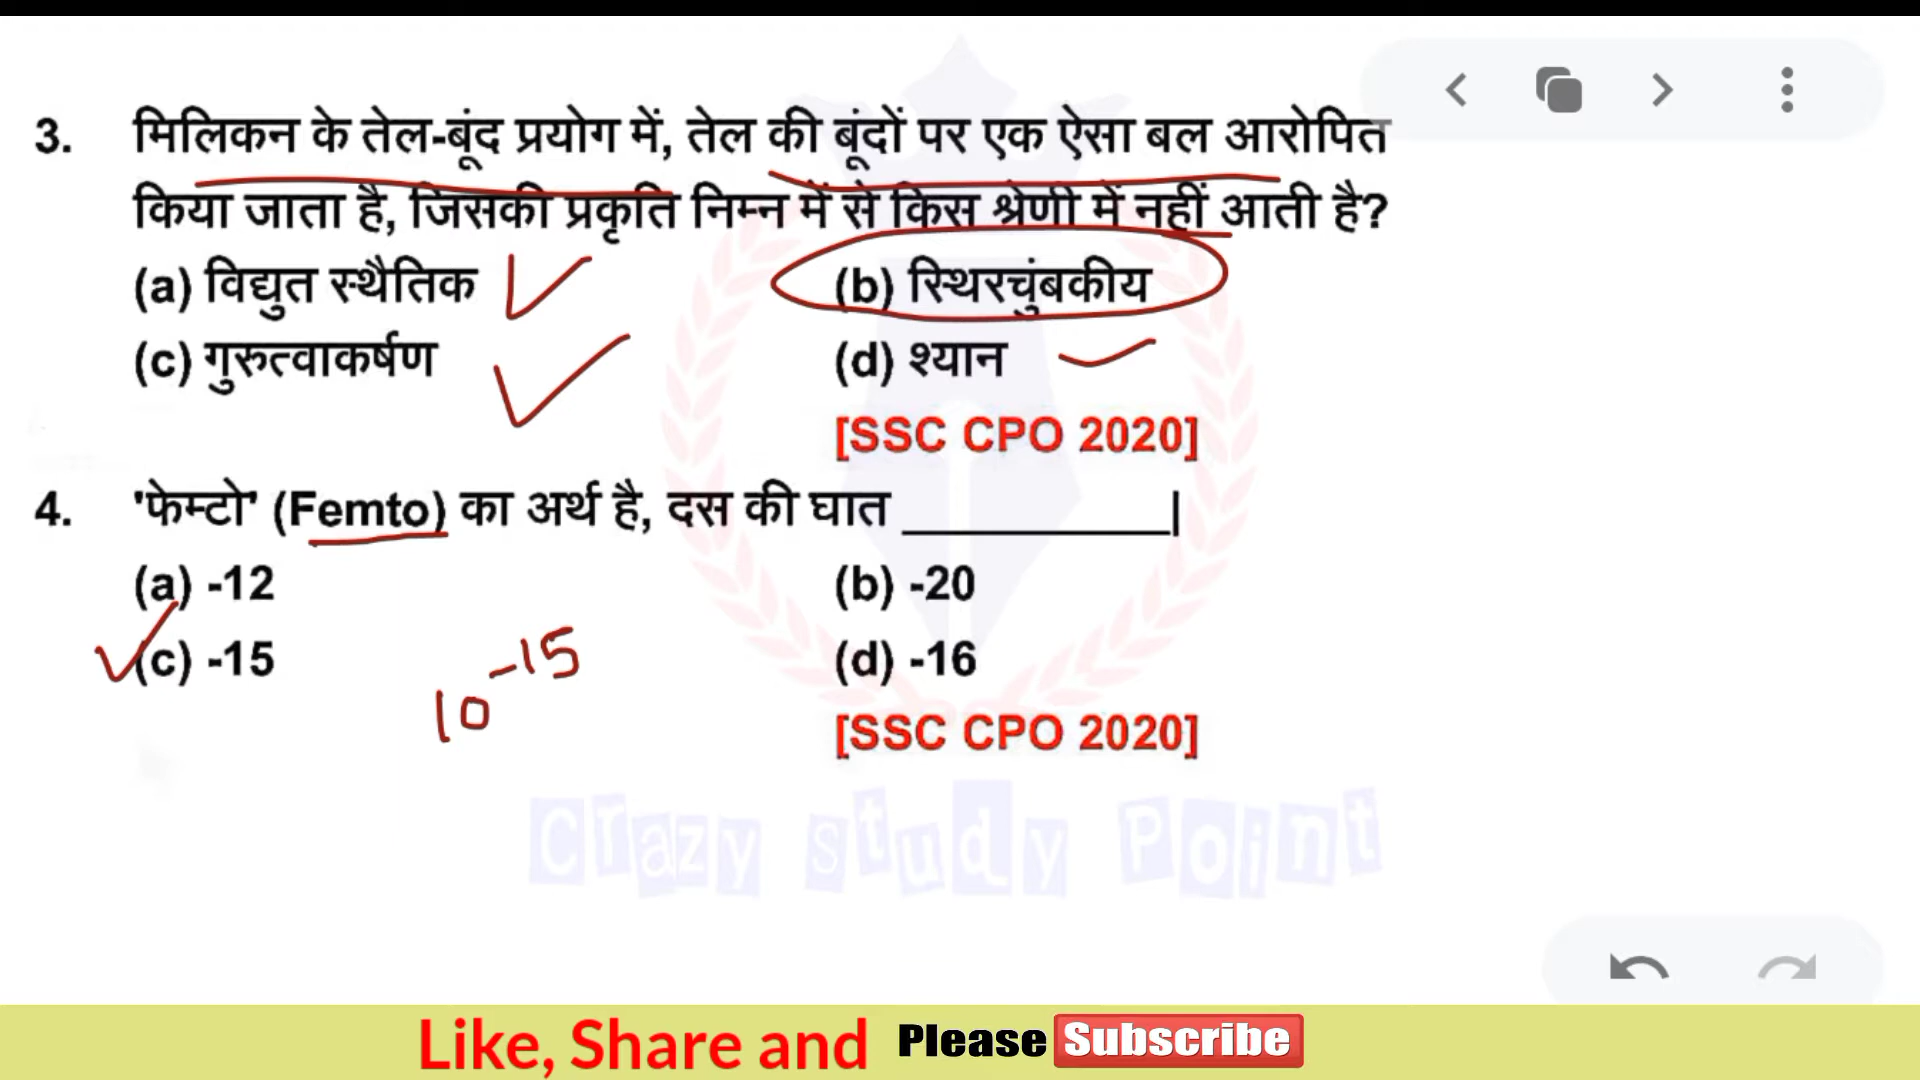 3. मिलिकन के तेल-बूंद प्रयोग में, तेल की बूंदों पर एक ऐसा बल आरोपित
किया जाता है, जिसकी प्रकृति निम्न में से किस श्रेणी में नहीं आती है?
(a) विद्युत स्थैतिक (b) स्थिरचुंबकीय
(c) गुरुत्वाकर्षण (d) श्यान
[SSC CPO 2020]
4. 'फेम्टो' (Femto) का अर्थ है, दस की घात __________|
(a) -12 (b) -20
(c) -15 (d) -16
10⁻¹⁵
[SSC CPO 2020]
Crazy Study Point
Like, Share and Please Subscribe